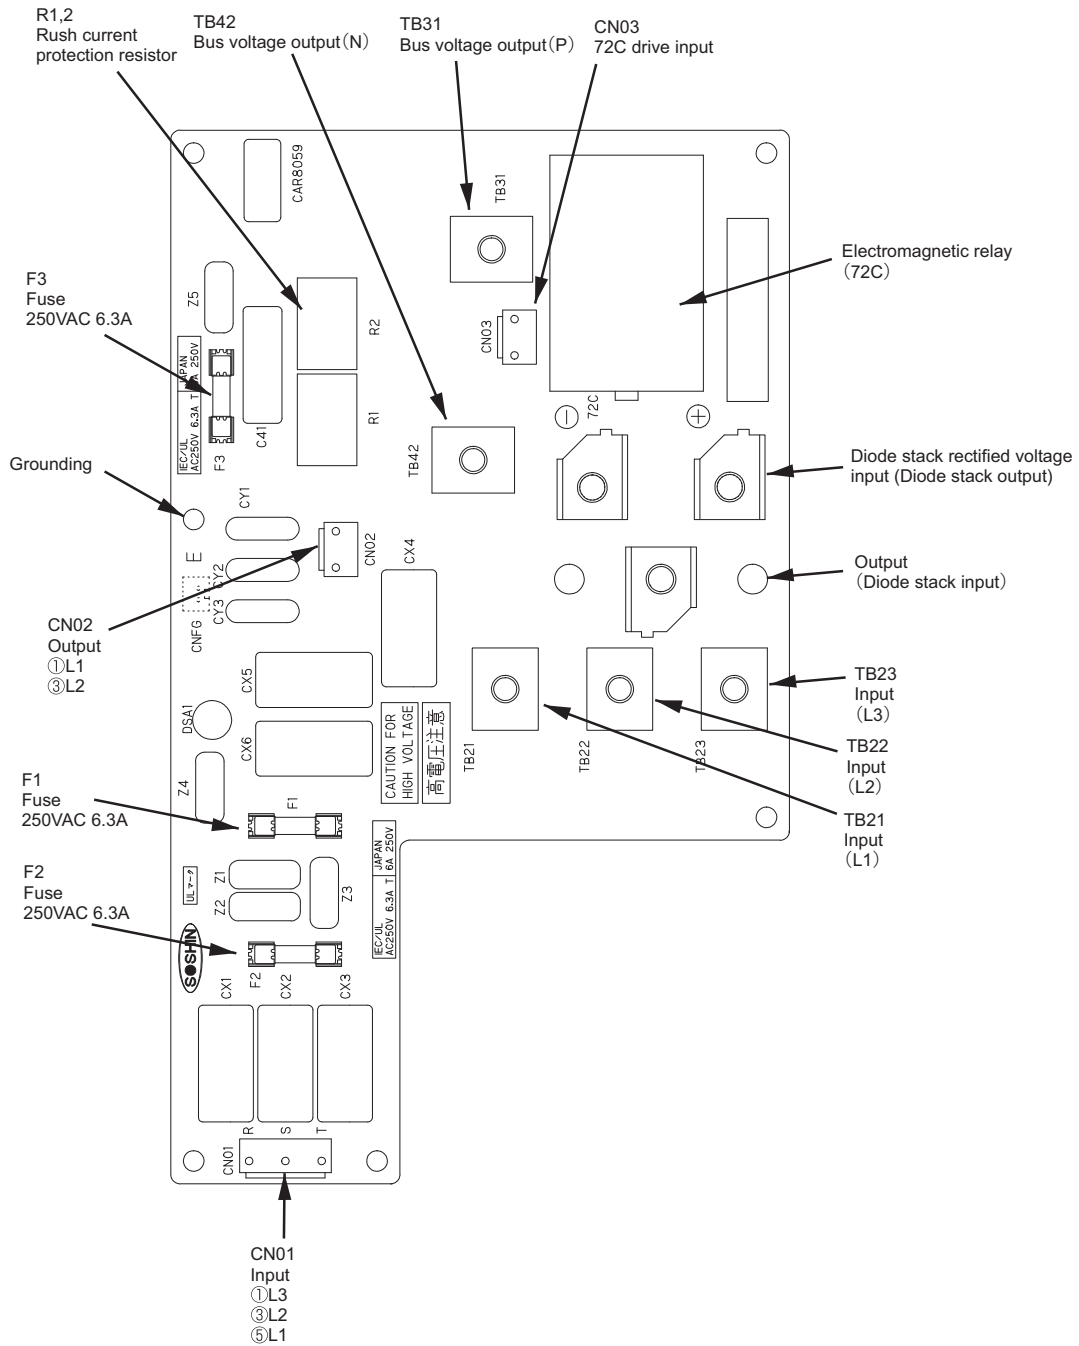 R1,2
Rush current
protection resistor
TB42
Bus voltage output(N)
TB31
Bus voltage output(P)
CN03
72C drive input
CAR8059
TB31
Electromagnetic relay
(72C)
F3
Fuse
250VAC 6.3A
Z5
R2
CN03
JAPAN
250V
IEC/UL
AC250V 6.3A T
F3
C41
R1
TB42
72C
⊖
⊕
Diode stack rectified voltage
input (Diode stack output)
Grounding
CY1
E
CY2
CY3
CNFG
CN02
CX4
Output
(Diode stack input)
CN02
Output
①L1
③L2
CX5
CX6
DSA1
Z4
CAUTION FOR
HIGH VOLTAGE
高電圧注意
TB21
TB22
TB23
TB23
Input
(L3)
TB22
Input
(L2)
TB21
Input
(L1)
F1
Fuse
250VAC 6.3A
F1
JAPAN
6A 250V
IEC/UL
AC250V 6.3A T
F2
Fuse
250VAC 6.3A
ULマーク
Z1
Z2
Z3
SOSHIN
F2
CX1
CX2
CX3
R
S
T
CN01
CN01
Input
①L3
③L2
⑤L1